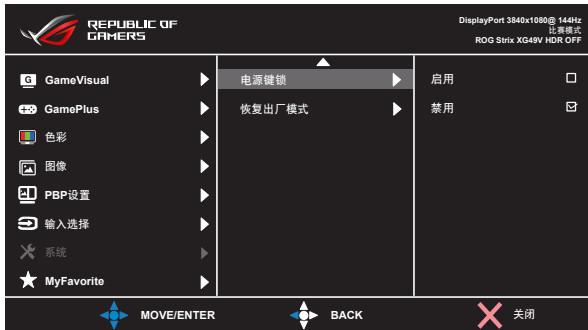 REPUBLIC OF
GAMERS
DisplayPort 3840x1080@ 144Hz
比赛模式
ROG Strix XG49V HDR OFF
G GameVisual
GamePlus
色彩
图像
PBP设置
输入选择
系统
MyFavorite
电源键锁
恢复出厂模式
启用
禁用
MOVE/ENTER
BACK
关闭